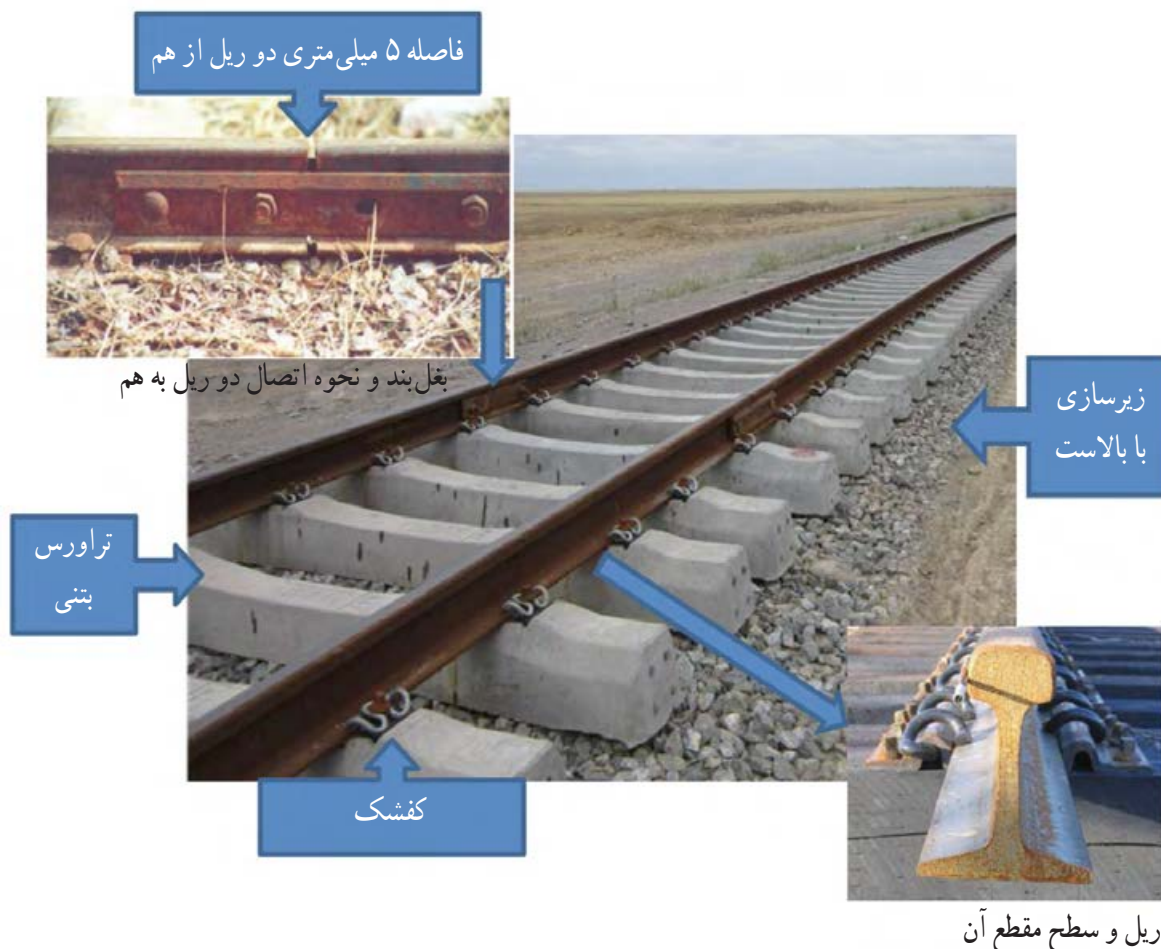 فاصله ۵ میلی‌متری دو ریل از هم
بغل‌بند و نحوه اتصال دو ریل به هم
زیرسازی
با بالاست
تراورس
بتنی
کفشک
ریل و سطح مقطع آن